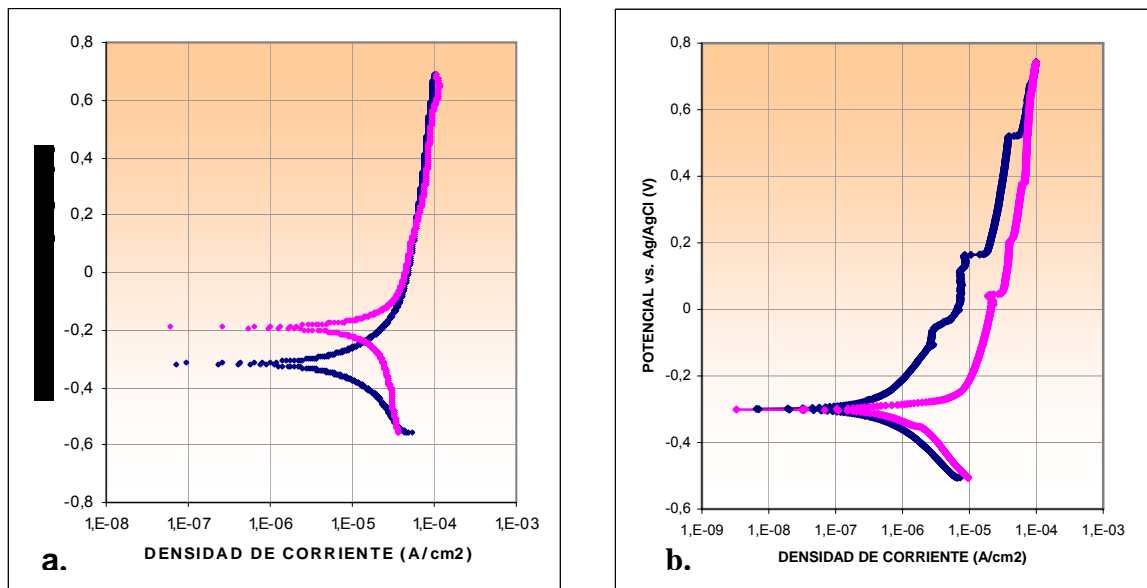 0,8
0,6
0,4
0,2
0
-0,2
-0,4
-0,6
-0,8
1,E-08 1,E-07 1,E-06 1,E-05 1,E-04 1,E-03
DENSIDAD DE CORRIENTE (A/cm2)
a.
0,8
0,6
0,4
0,2
0
-0,2
-0,4
-0,6
POTENCIAL vs. Ag/AgCl (V)
1,E-09 1,E-08 1,E-07 1,E-06 1,E-05 1,E-04 1,E-03
DENSIDAD DE CORRIENTE (A/cm2)
b.